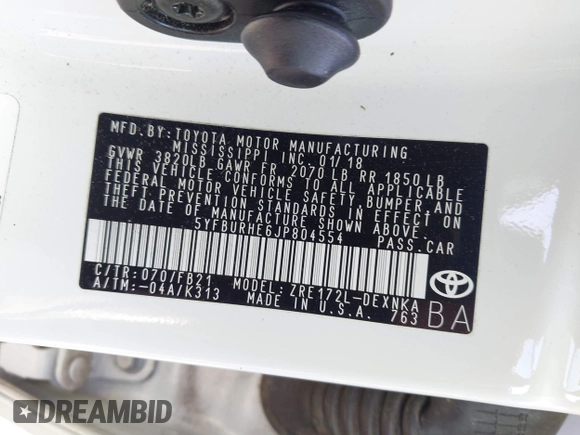 MFD.BY:TOYOTA MOTOR MANUFACTURING
MISSISSIPPI INC.01/18
GVWR 3820LB GAWR FR 2070 LB RR 1850LB
THIS VEHICLE CONFORMS TO ALL APPLICABLE
FEDERAL MOTOR VEHICLE SAFETY,BUMPER,AND
THEFT PREVENTION STANDARDS IN EFFECT ON
THE DATE OF MANUFACTURE SHOWN ABOVE.
5YFBURHE6JP804554 PASS.CAR
C/TR:070/FB21 MODEL:ZRE172L-DEXNKA
A/TM:-04A/K313 MADE IN U.S.A. 763
BA
DREAMBID